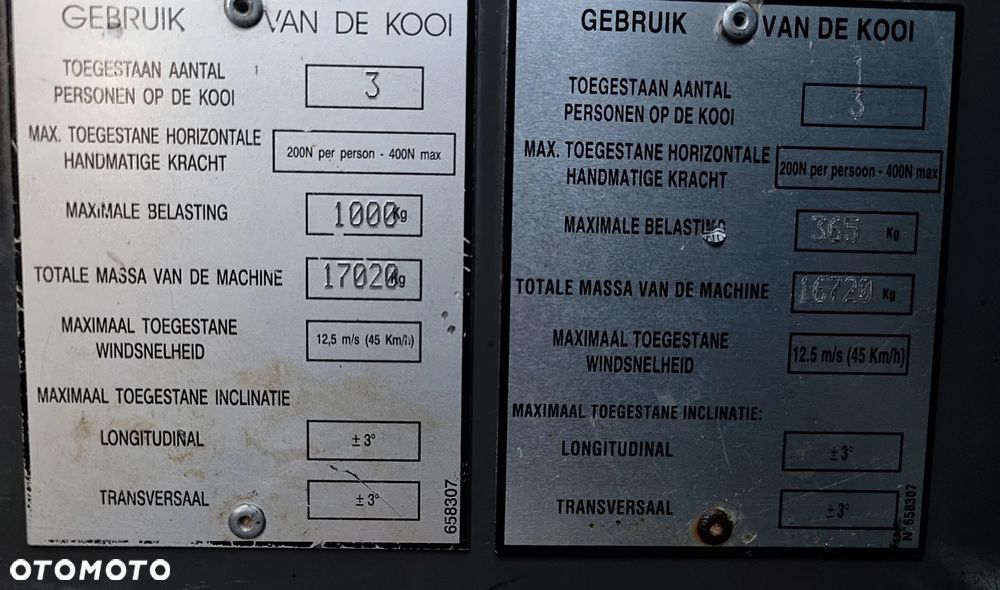 GEBRUIK VAN DE KOOI
TOEGESTAAN AANTAL
PERSONEN OP DE KOOI
3
MAX. TOEGESTANE HORIZONTALE
HANDMATIGE KRACHT
200N per person - 400N max
MAXIMALE BELASTING
1000 Kg
TOTALE MASSA VAN DE MACHINE
17020 Kg
MAXIMAAL TOEGESTANE
WINDSNELHEID
12,5 m/s (45 Km/h)
MAXIMAAL TOEGESTANE INCLINATIE
LONGITUDINAL
± 3°
TRANSVERSAAL
± 3°
658307
GEBRUIK VAN DE KOOI
TOEGESTAAN AANTAL
PERSONEN OP DE KOOI
3
MAX. TOEGESTANE HORIZONTALE
HANDMATIGE KRACHT
200N per persoon - 400N max
MAXIMALE BELASTING
365 Kg
TOTALE MASSA VAN DE MACHINE
16720 Kg
MAXIMAAL TOEGESTANE
WINDSNELHEID
12.5 m/s (45 Km/h)
MAXIMAAL TOEGESTANE INCLINATIE:
LONGITUDINAL
± 3°
TRANSVERSAAL
± 3°
N° 658307
OTOMOTO